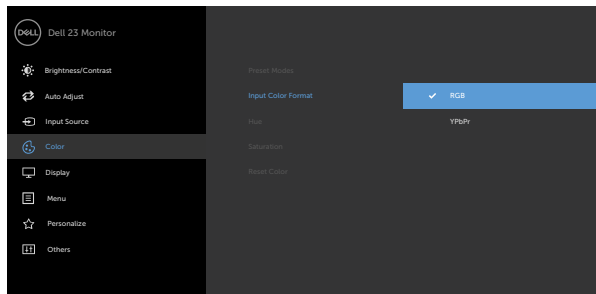 DELL Dell 23 Monitor
Brightness/Contrast
Auto Adjust
Input Source
Color
Display
Menu
Personalize
Others
Preset Modes
Input Color Format
Hue
Saturation
Reset Color
RGB
YPbPr